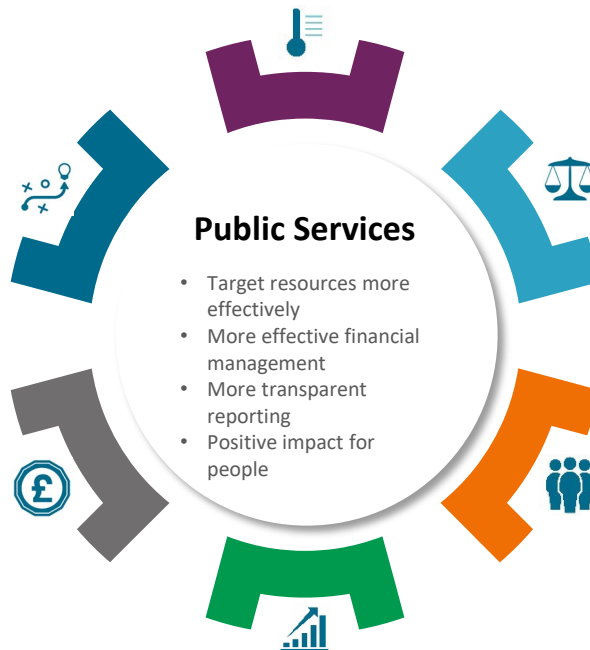 Public Services
• Target resources more
effectively
• More effective financial
management
• More transparent
reporting
• Positive impact for
people
£